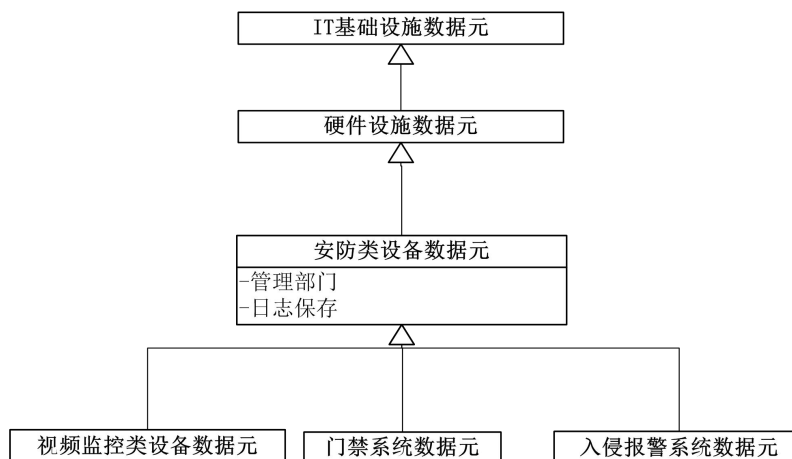 IT基础设施数据元
硬件设施数据元
安防类设备数据元
-管理部门
-日志保存
视频监控类设备数据元
门禁系统数据元
入侵报警系统数据元